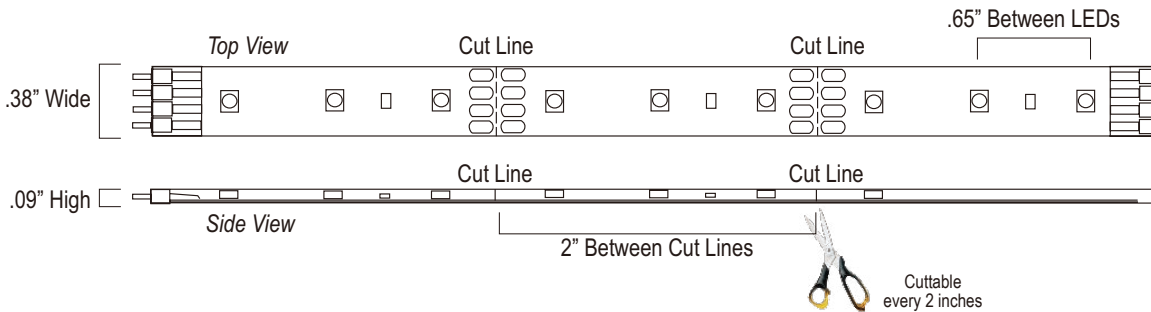 .65” Between LEDs
Top View
Cut Line
Cut Line
.38” Wide
Cut Line
Cut Line
.09” High
Side View
2” Between Cut Lines
Cuttable
every 2 inches